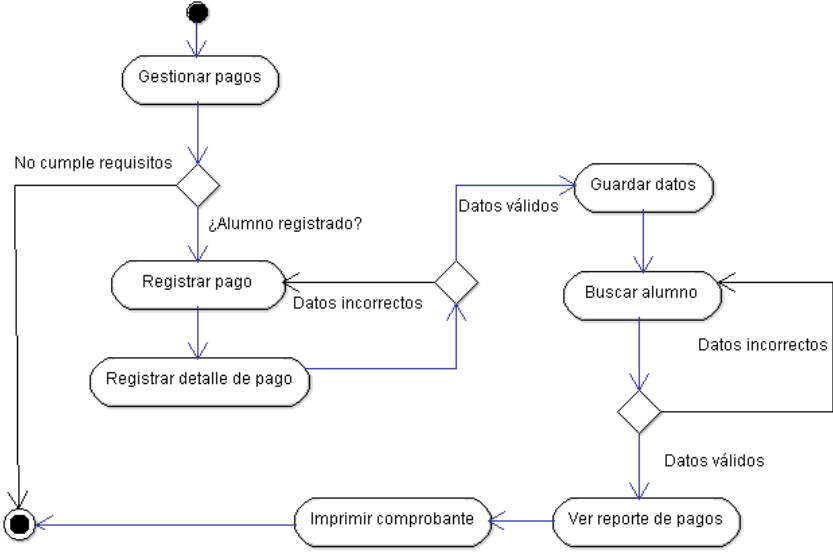 Gestionar pagos
No cumple requisitos
¿Alumno registrado?
Registrar pago
Datos incorrectos
Registrar detalle de pago
Datos válidos
Guardar datos
Buscar alumno
Datos incorrectos
Datos válidos
Ver reporte de pagos
Imprimir comprobante